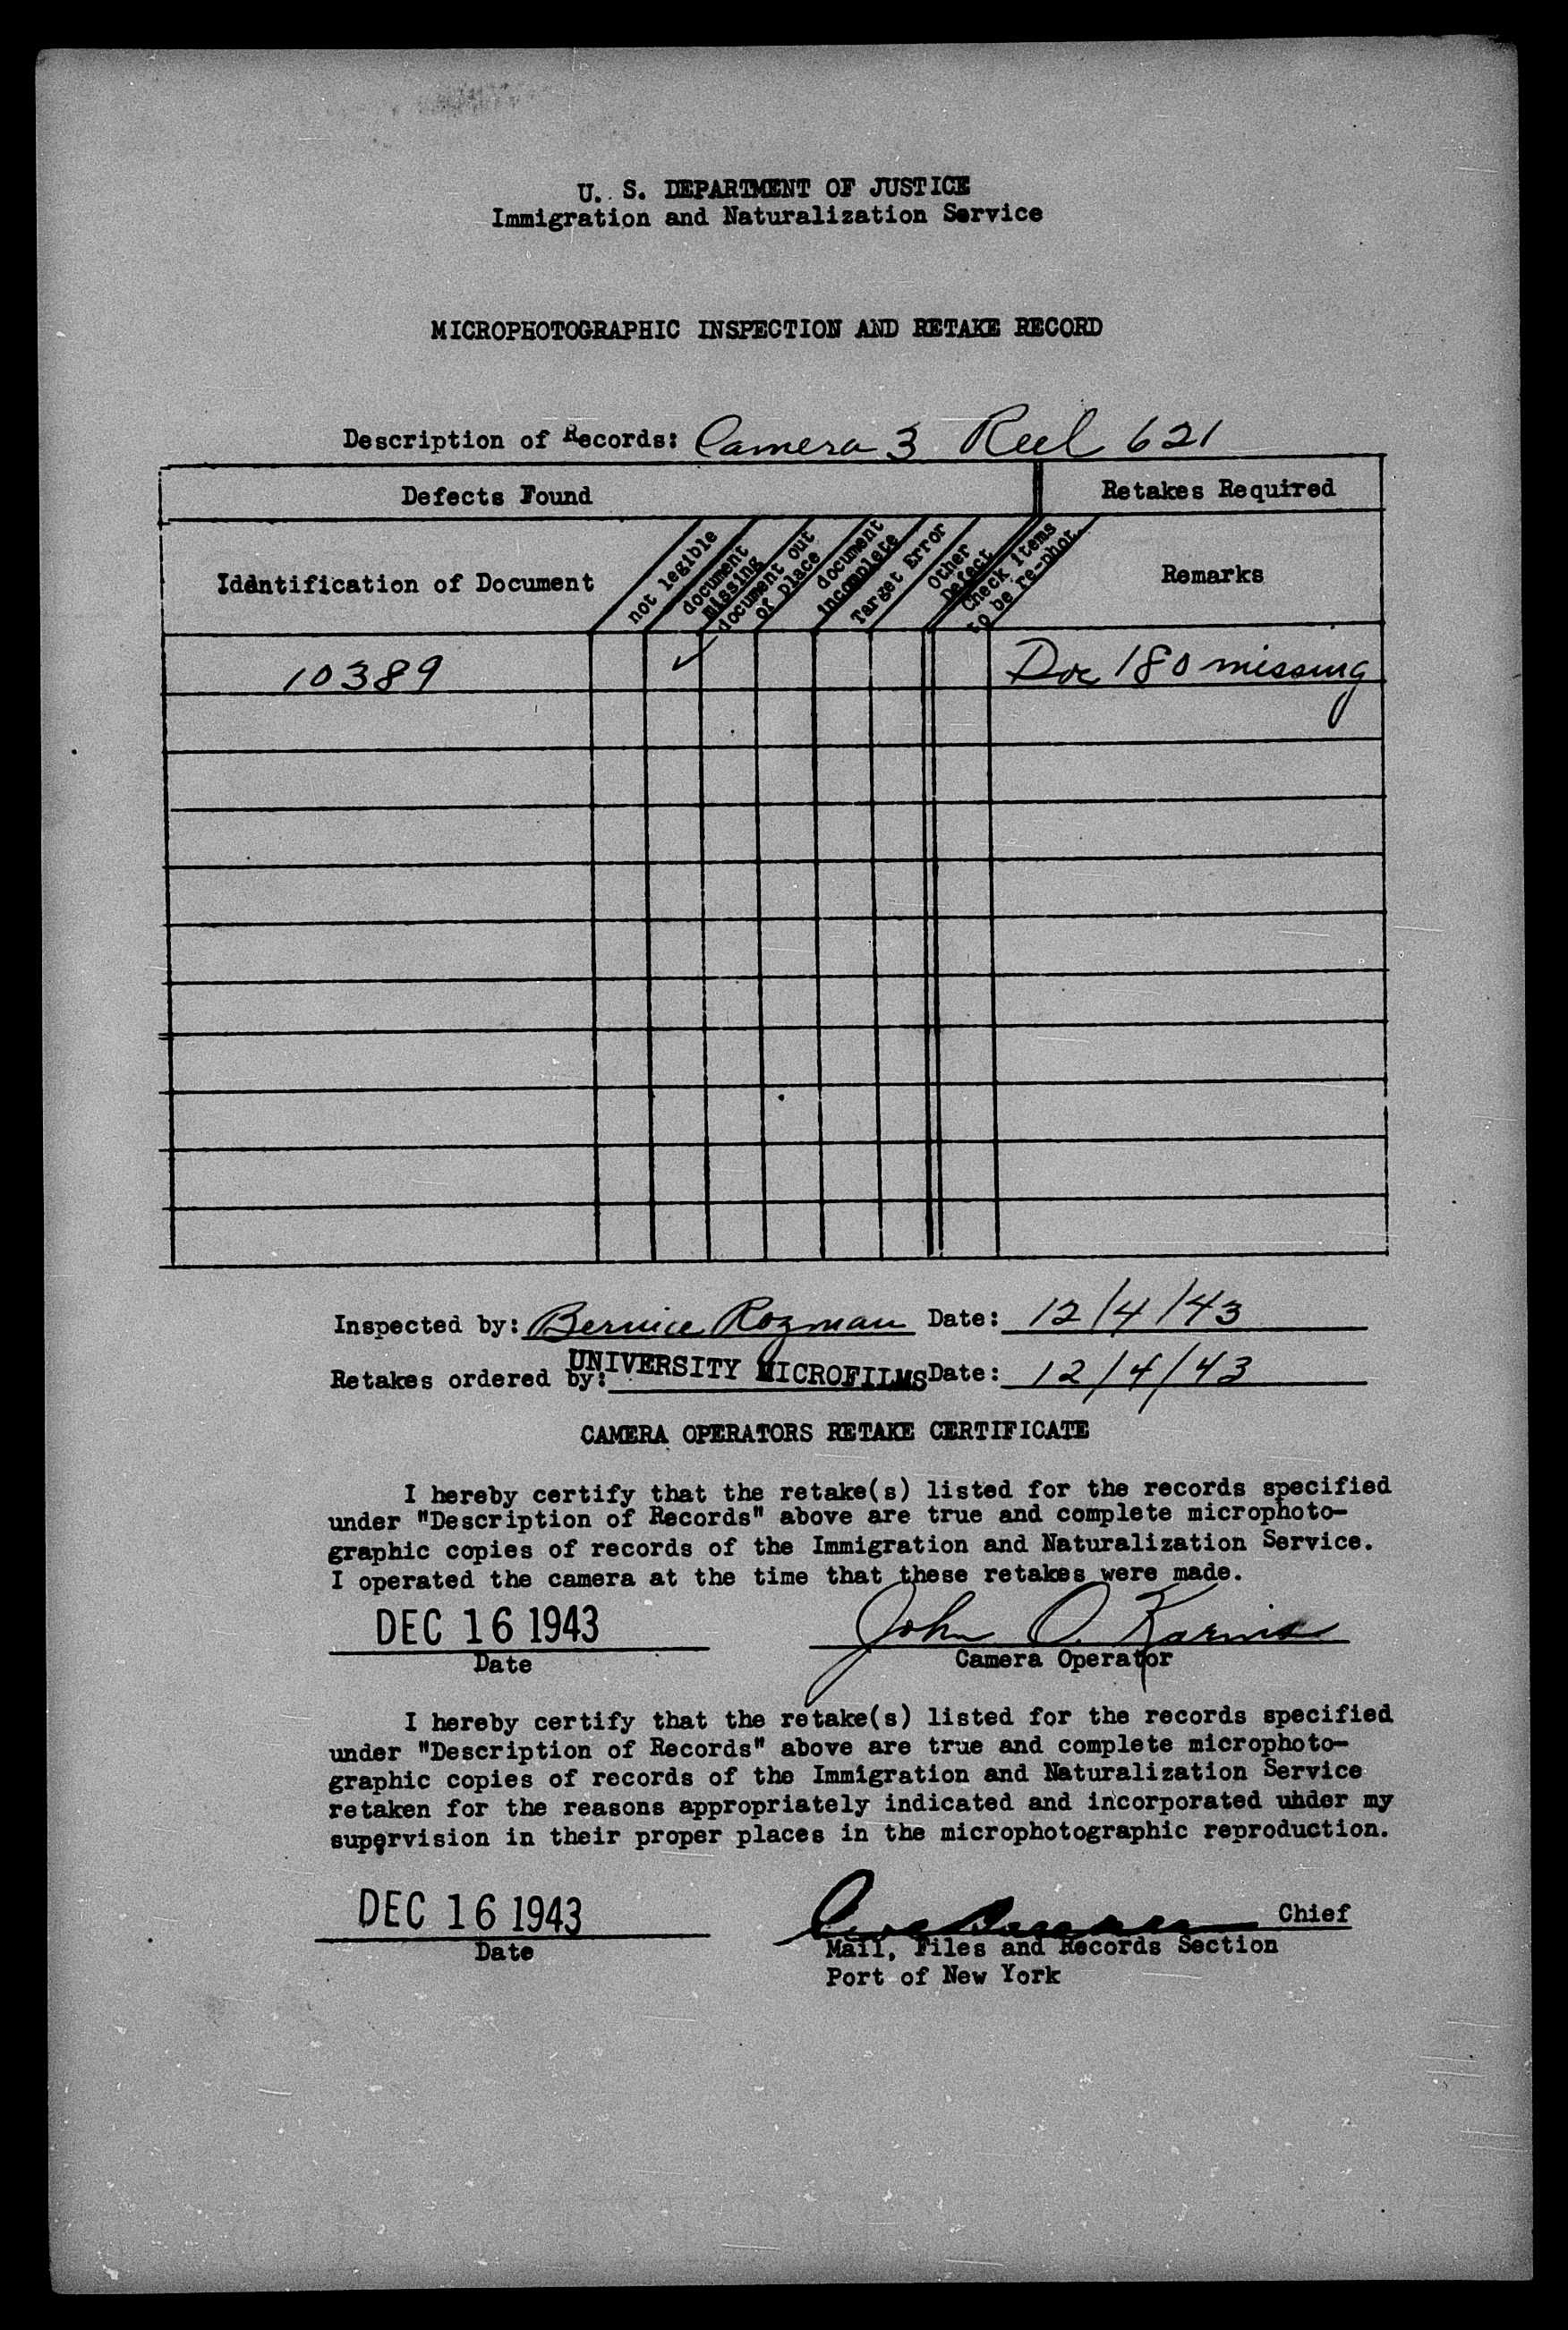 U. S. DEPARTMENT OF JUSTICE
Immigration and Naturalization Service
MICROPHOTOGRAPHIC INSPECTION AND RETAKE RECORD
Description of Records: Camera 3 Reel 621
Defects Found
Retakes Required
Idèntification of Document
not legible
document missing
document out of place
document incomplete
Target Error
Other Defect
Check items to be re-phot.
Remarks
10389 ✓ Doc 180 missing
Inspected by: Bernice Rozman Date: 12/4/43
Retakes ordered by: UNIVERSITY MICROFILMS Date: 12/4/43
CAMERA OPERATORS RETAKE CERTIFICATE
I hereby certify that the retake(s) listed for the records specified
under "Description of Records" above are true and complete microphoto-
graphic copies of records of the Immigration and Naturalization Service.
I operated the camera at the time that these retakes were made.
DEC 16 1943 John O.
Date Camera Operator
I hereby certify that the retake(s) listed for the records specified
under "Description of Records" above are true and complete microphoto-
graphic copies of records of the Immigration and Naturalization Service
retaken for the reasons appropriately indicated and incorporated under my
supervision in their proper places in the microphotographic reproduction.
DEC 16 1943 Chief
Date Mail, Files and Records Section
Port of New York